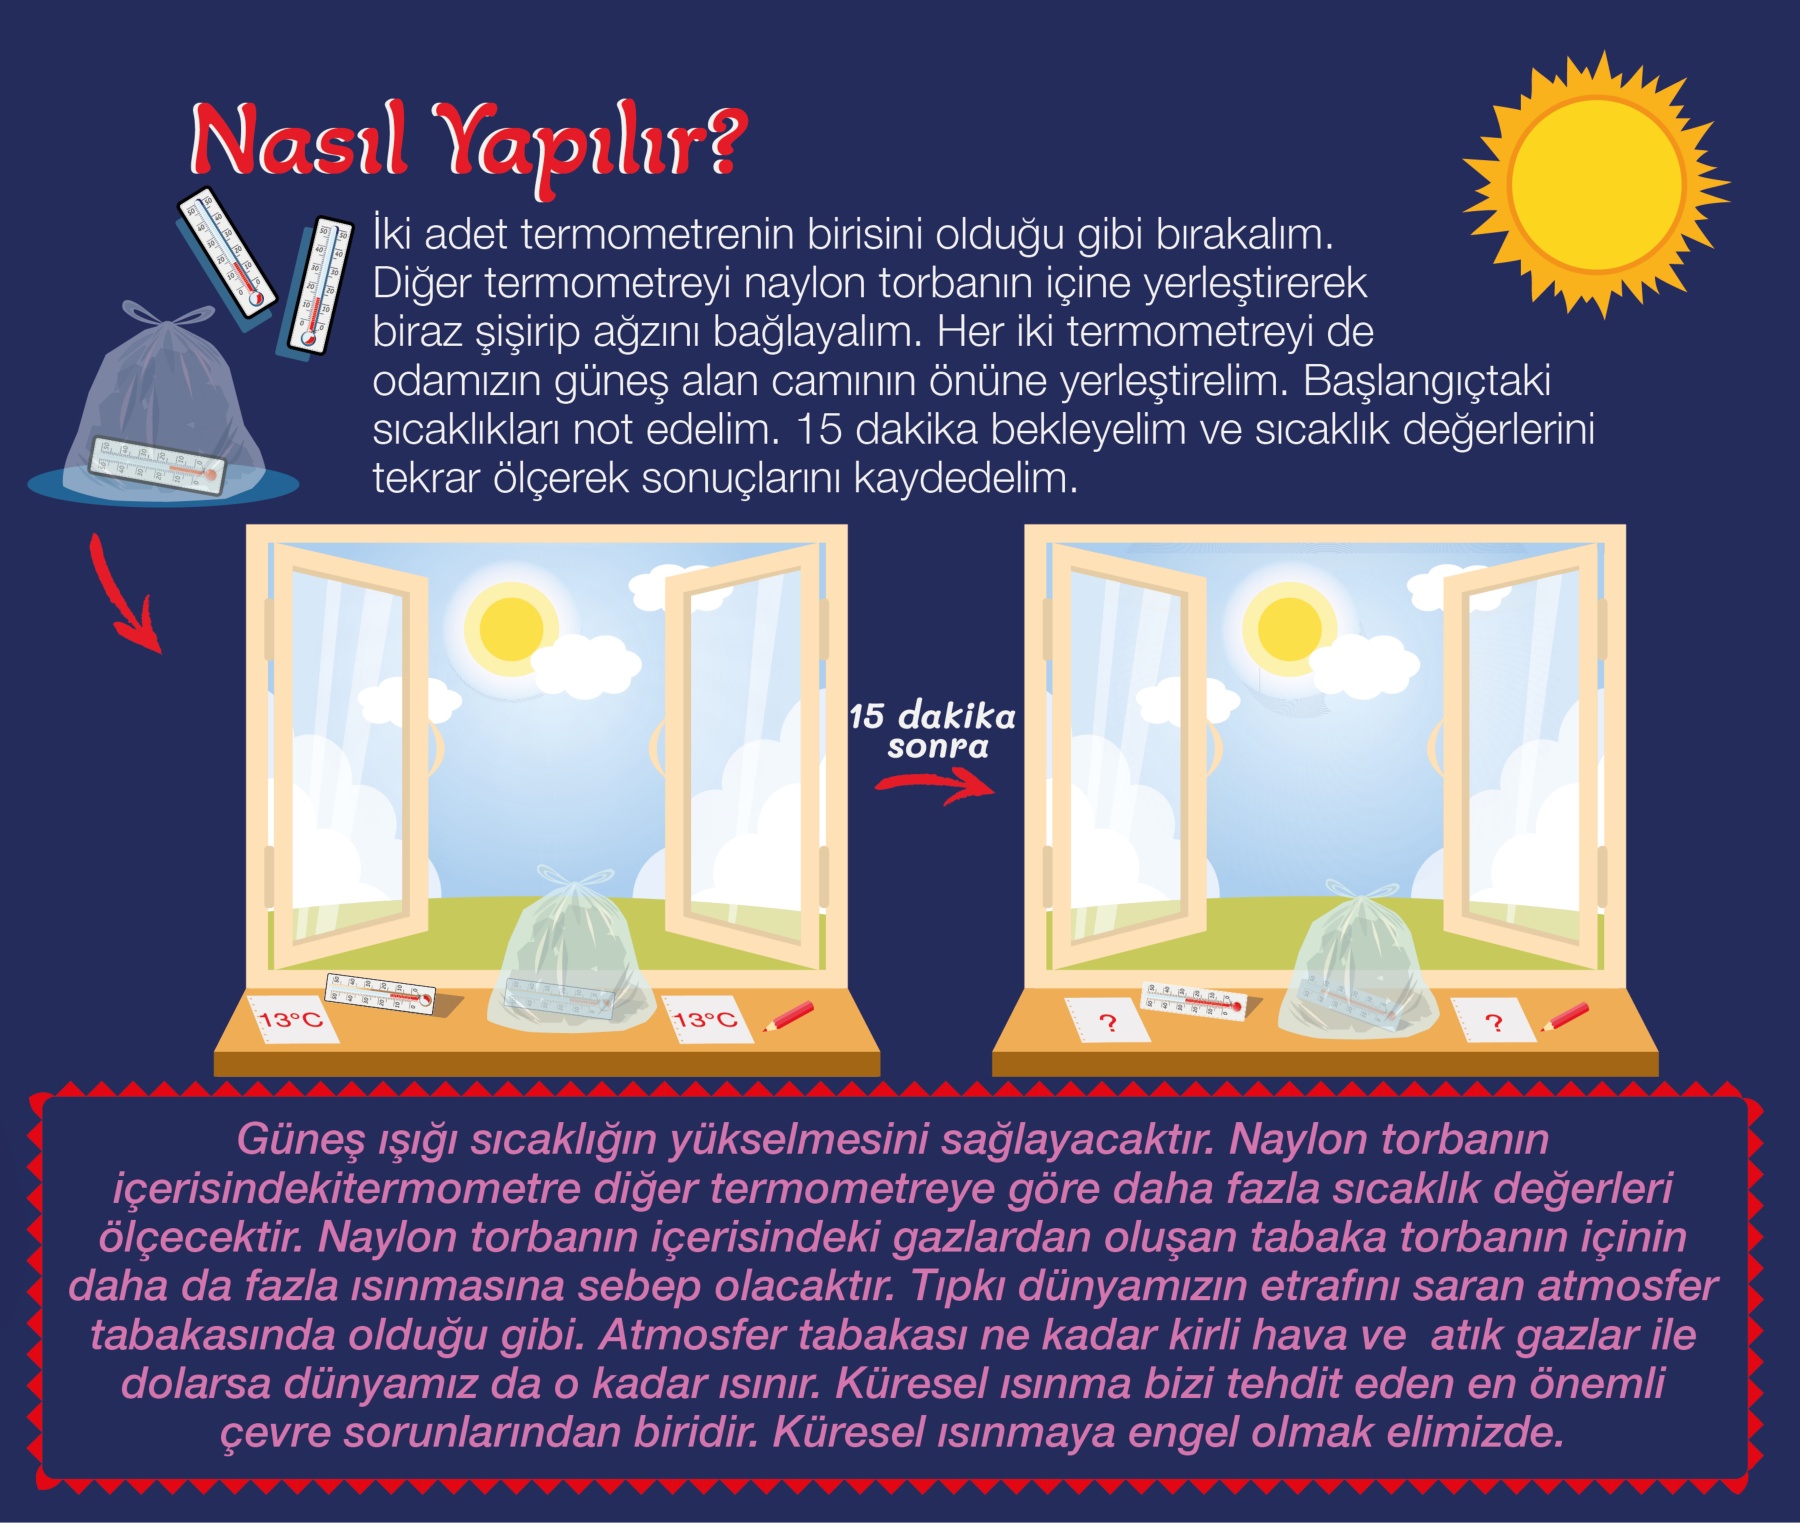 Nasıl Yapılır?
İki adet termometrenin birisini olduğu gibi bırakalım.
Diğer termometreyi naylon torbanın içine yerleştirerek
biraz şişirip ağzını bağlayalım. Her iki termometreyi de
odamızın güneş alan camının önüne yerleştirelim. Başlangıçtaki
sıcaklıkları not edelim. 15 dakika bekleyelim ve sıcaklık değerlerini
tekrar ölçerek sonuçlarını kaydedelim.
15 dakika
sonra
13°C
13°C
?
?
Güneş ışığı sıcaklığın yükselmesini sağlayacaktır. Naylon torbanın
içerisindekitermometre diğer termometreye göre daha fazla sıcaklık değerleri
ölçecektir. Naylon torbanın içerisindeki gazlardan oluşan tabaka torbanın içinin
daha da fazla ısınmasına sebep olacaktır. Tıpkı dünyamızın etrafını saran atmosfer
tabakasında olduğu gibi. Atmosfer tabakası ne kadar kirli hava ve  atık gazlar ile
dolarsa dünyamız da o kadar ısınır. Küresel ısınma bizi tehdit eden en önemli
çevre sorunlarından biridir. Küresel ısınmaya engel olmak elimizde.